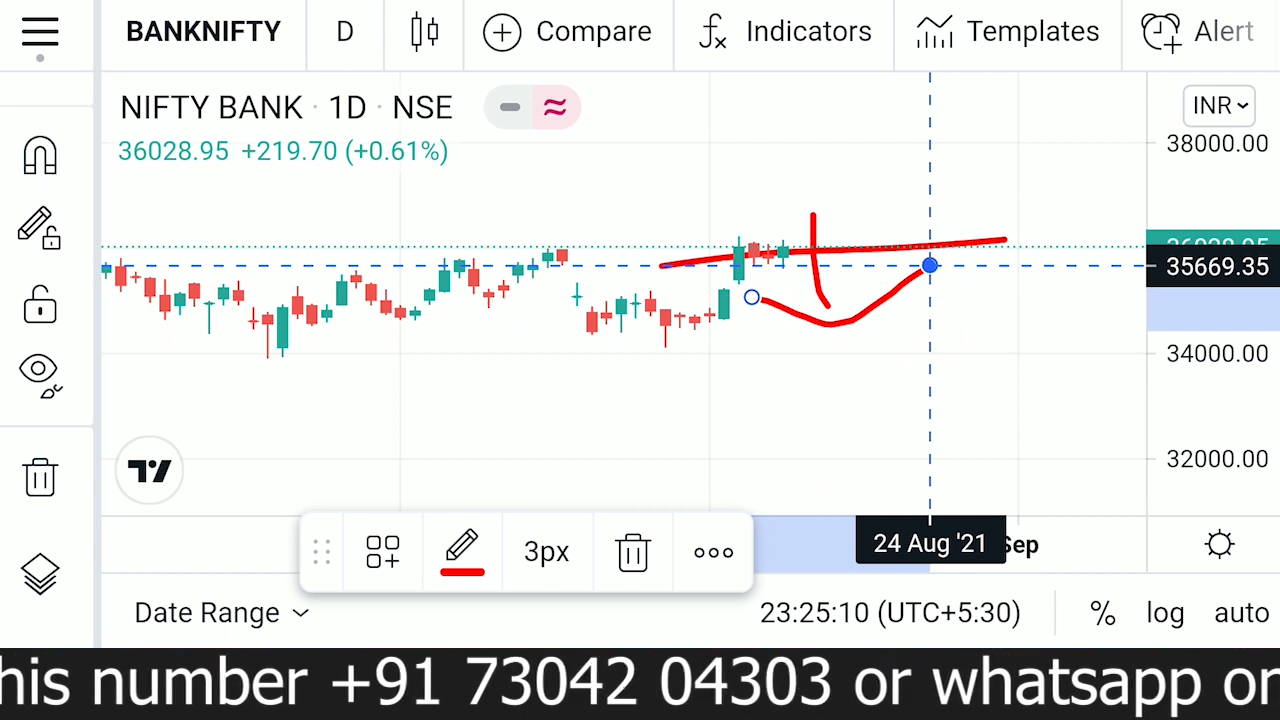 BANKNIFTY D Compare Indicators Templates Alert
NIFTY BANK · 1D · NSE
INR
36028.95 +219.70 (+0.61%)
38000.00
36028.95
35669.35
34000.00
32000.00
3px
24 Aug '21
Sep
Date Range
23:25:10 (UTC+5:30)
% log auto
his number +91 73042 04303 or whatsapp or